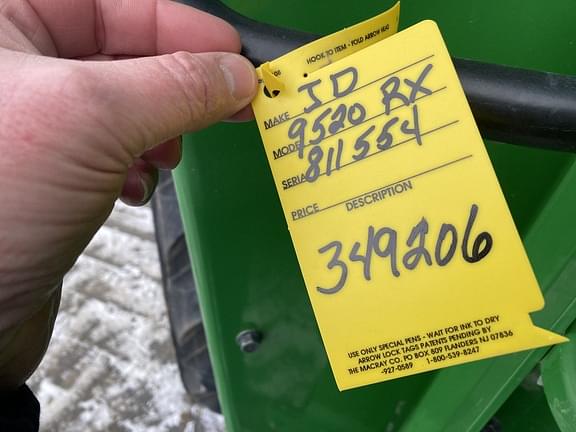 HOOK TO ITEM - FOLD ARROW HEAD
MAKE JD
MODEL 9520 RX
SERIAL 811554
PRICE DESCRIPTION
349206
USE ONLY SPECIAL PENS - WAIT FOR INK TO DRY
ARROW LOCK TAGS PATENTS PENDING BY
THE MACRAY CO. PO BOX 809 FLANDERS NJ 07836
-927-0589 1-800-539-8247